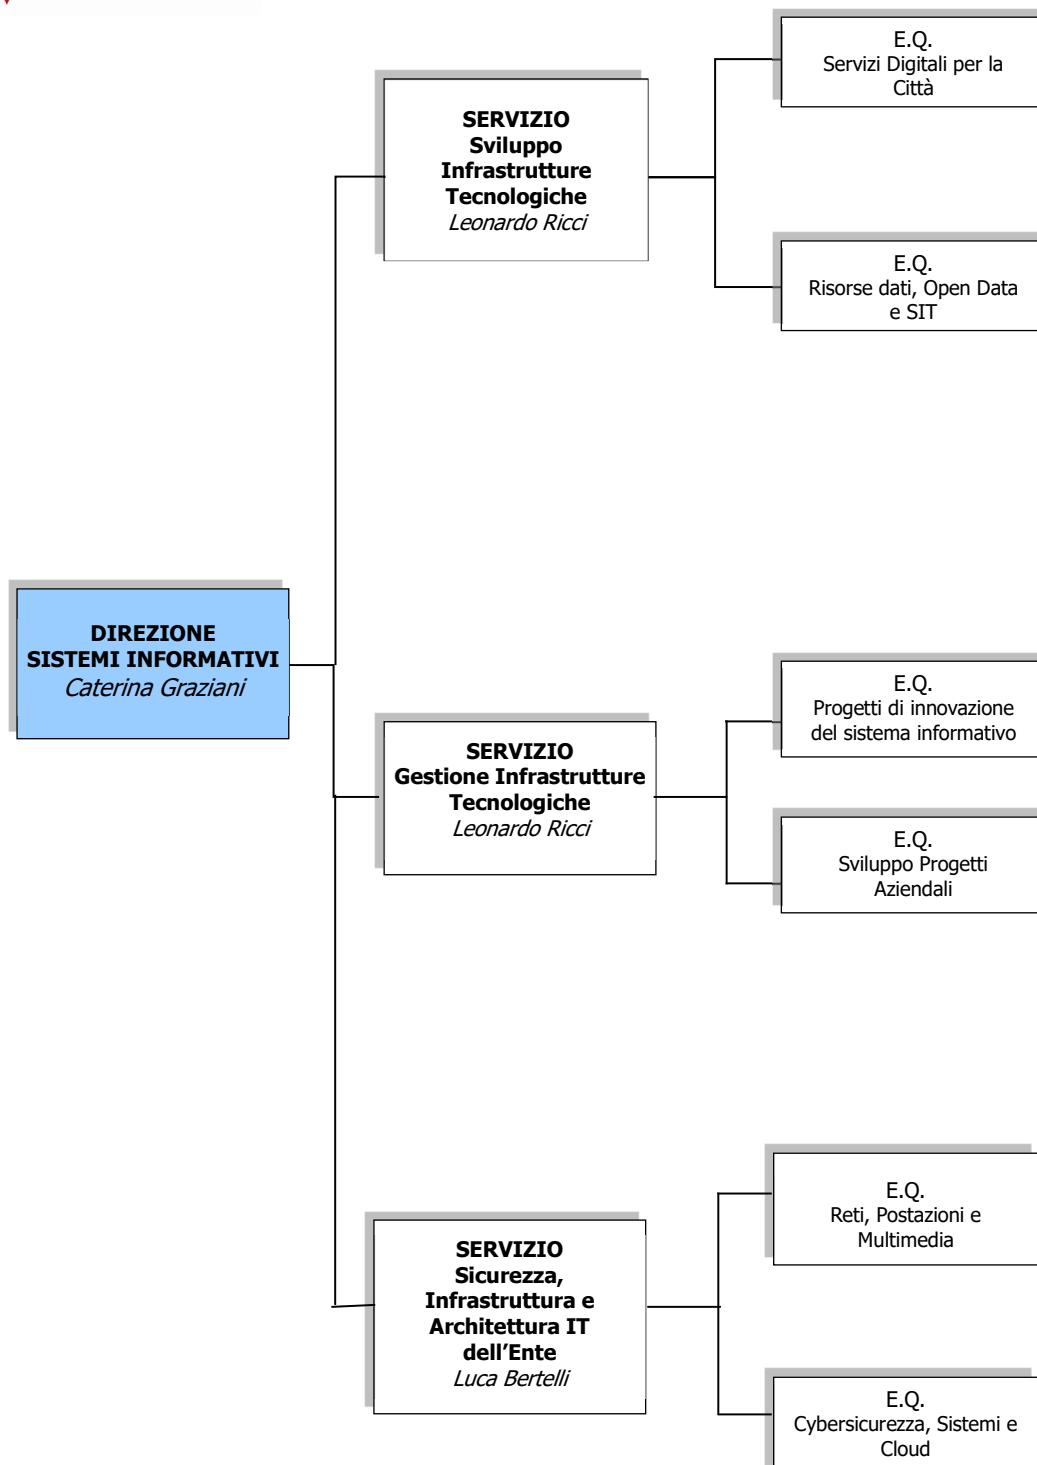 E.Q.
Servizi Digitali per la
Città
SERVIZIO
Sviluppo
Infrastrutture
Tecnologiche
Leonardo Ricci
E.Q.
Risorse dati, Open Data
e SIT
DIREZIONE
SISTEMI INFORMATIVI
Caterina Graziani
E.Q.
Progetti di innovazione
del sistema informativo
SERVIZIO
Gestione Infrastrutture
Tecnologiche
Leonardo Ricci
E.Q.
Sviluppo Progetti
Aziendali
E.Q.
Reti, Postazioni e
Multimedia
SERVIZIO
Sicurezza,
Infrastruttura e
Architettura IT
dell’Ente
Luca Bertelli
E.Q.
Cybersicurezza, Sistemi e
Cloud